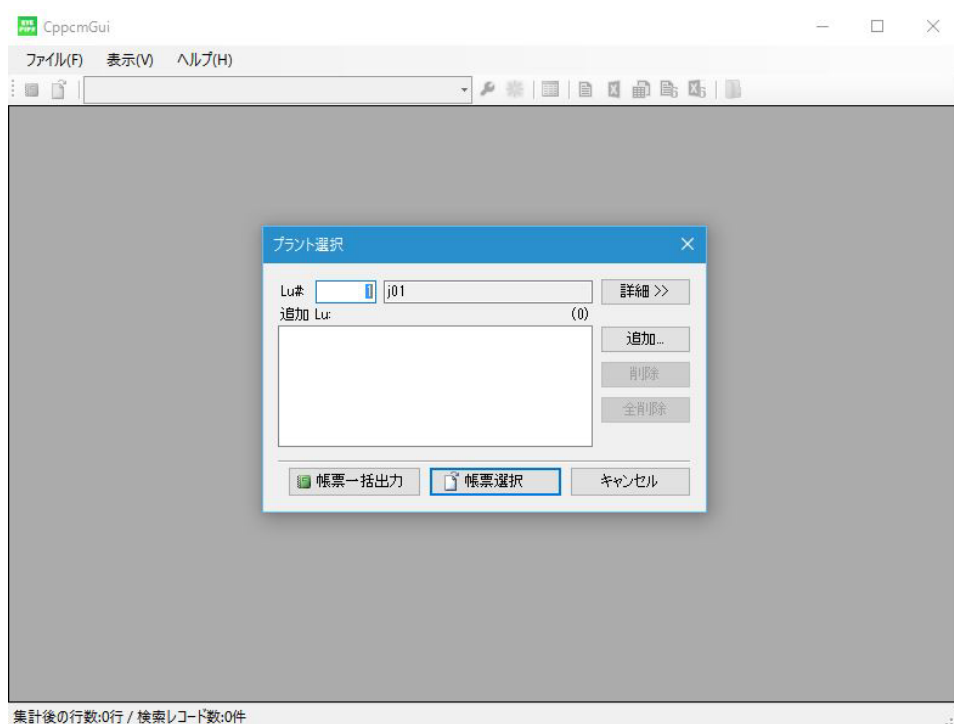 CppcmGui
ファイル(F) 表示(V) ヘルプ(H)
プラント選択
Lu#: 1 j01 詳細 >>
追加 Lu: (0)
追加...
削除
全削除
帳票一括出力 帳票選択 キャンセル
集計後の行数:0行 / 検索レコード数:0件